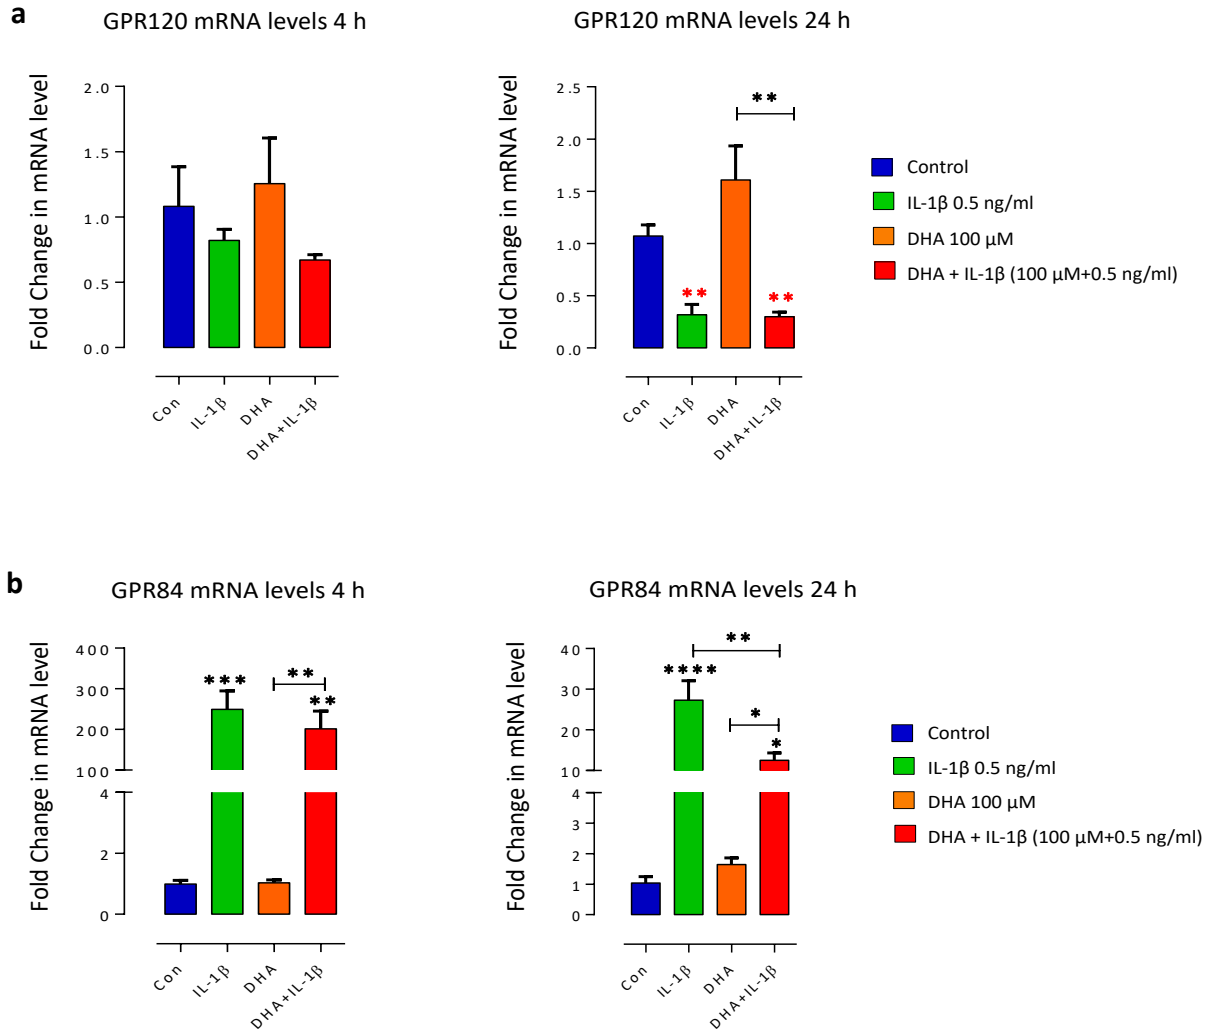 a
GPR120 mRNA levels 4 h
Fold Change in mRNA level
2.0
1.5
1.0
0.5
0.0
Con
IL-1β
DHA
DHA+IL-1β
GPR120 mRNA levels 24 h
Fold Change in mRNA level
2.5
2.0
1.5
1.0
0.5
0.0
**
**
**
Con
IL-1β
DHA
DHA+IL-1β
Control
IL-1β 0.5 ng/ml
DHA 100 µM
DHA + IL-1β (100 µM+0.5 ng/ml)
b
GPR84 mRNA levels 4 h
Fold Change in mRNA level
400
300
200
100
4
2
0
***
**
**
Con
IL-1β
DHA
DHA+IL-1β
GPR84 mRNA levels 24 h
Fold Change in mRNA level
40
30
20
10
4
3
2
1
0
**
****
*
*
Con
IL-1β
DHA
DHA+IL-1β
Control
IL-1β 0.5 ng/ml
DHA 100 µM
DHA + IL-1β (100 µM+0.5 ng/ml)